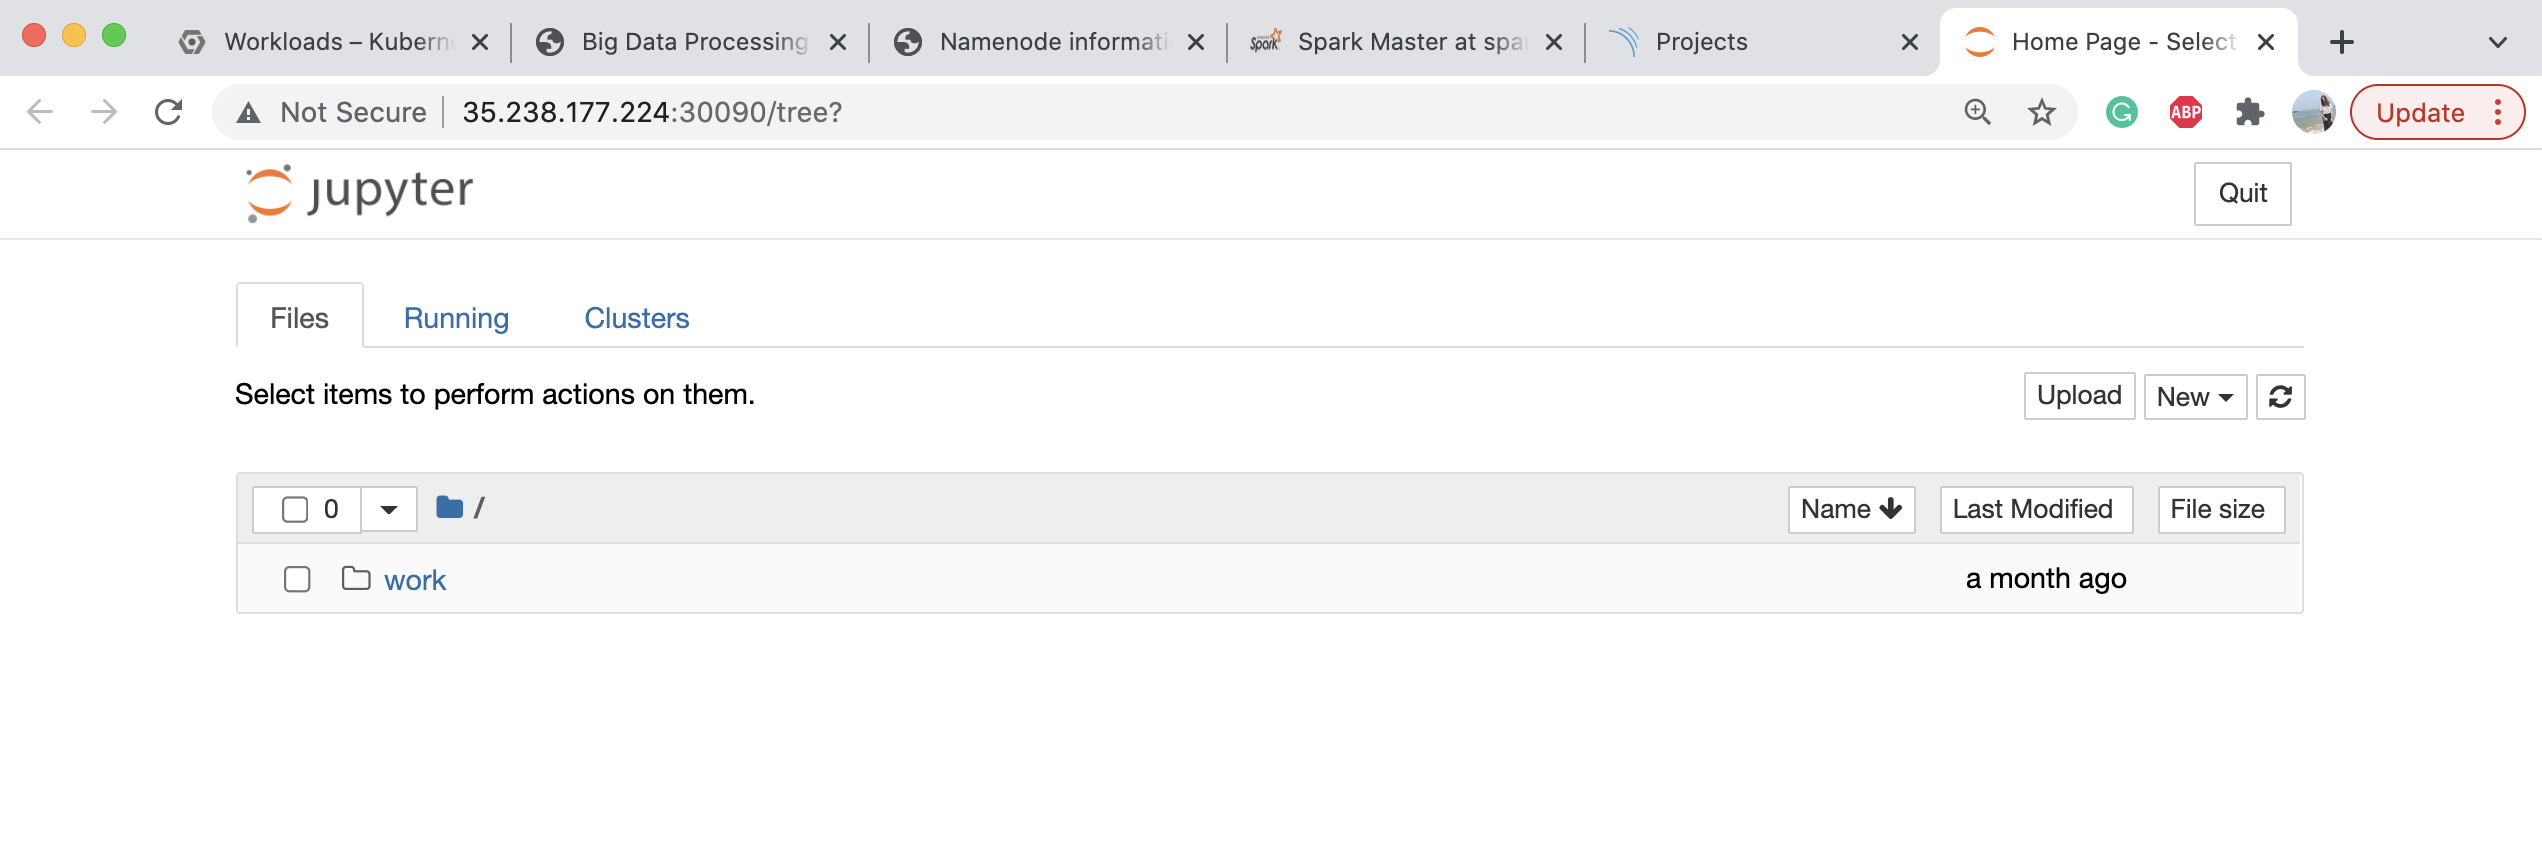 Workloads – Kubern
Big Data Processing
Namenode informati
Spark
Spark Master at spa
Projects
Home Page - Select
Not Secure
35.238.177.224:30090/tree?
G
ABP
Update
jupyter
Quit
Files
Running
Clusters
Select items to perform actions on them.
Upload
New
0
/
Name
Last Modified
File size
work
a month ago